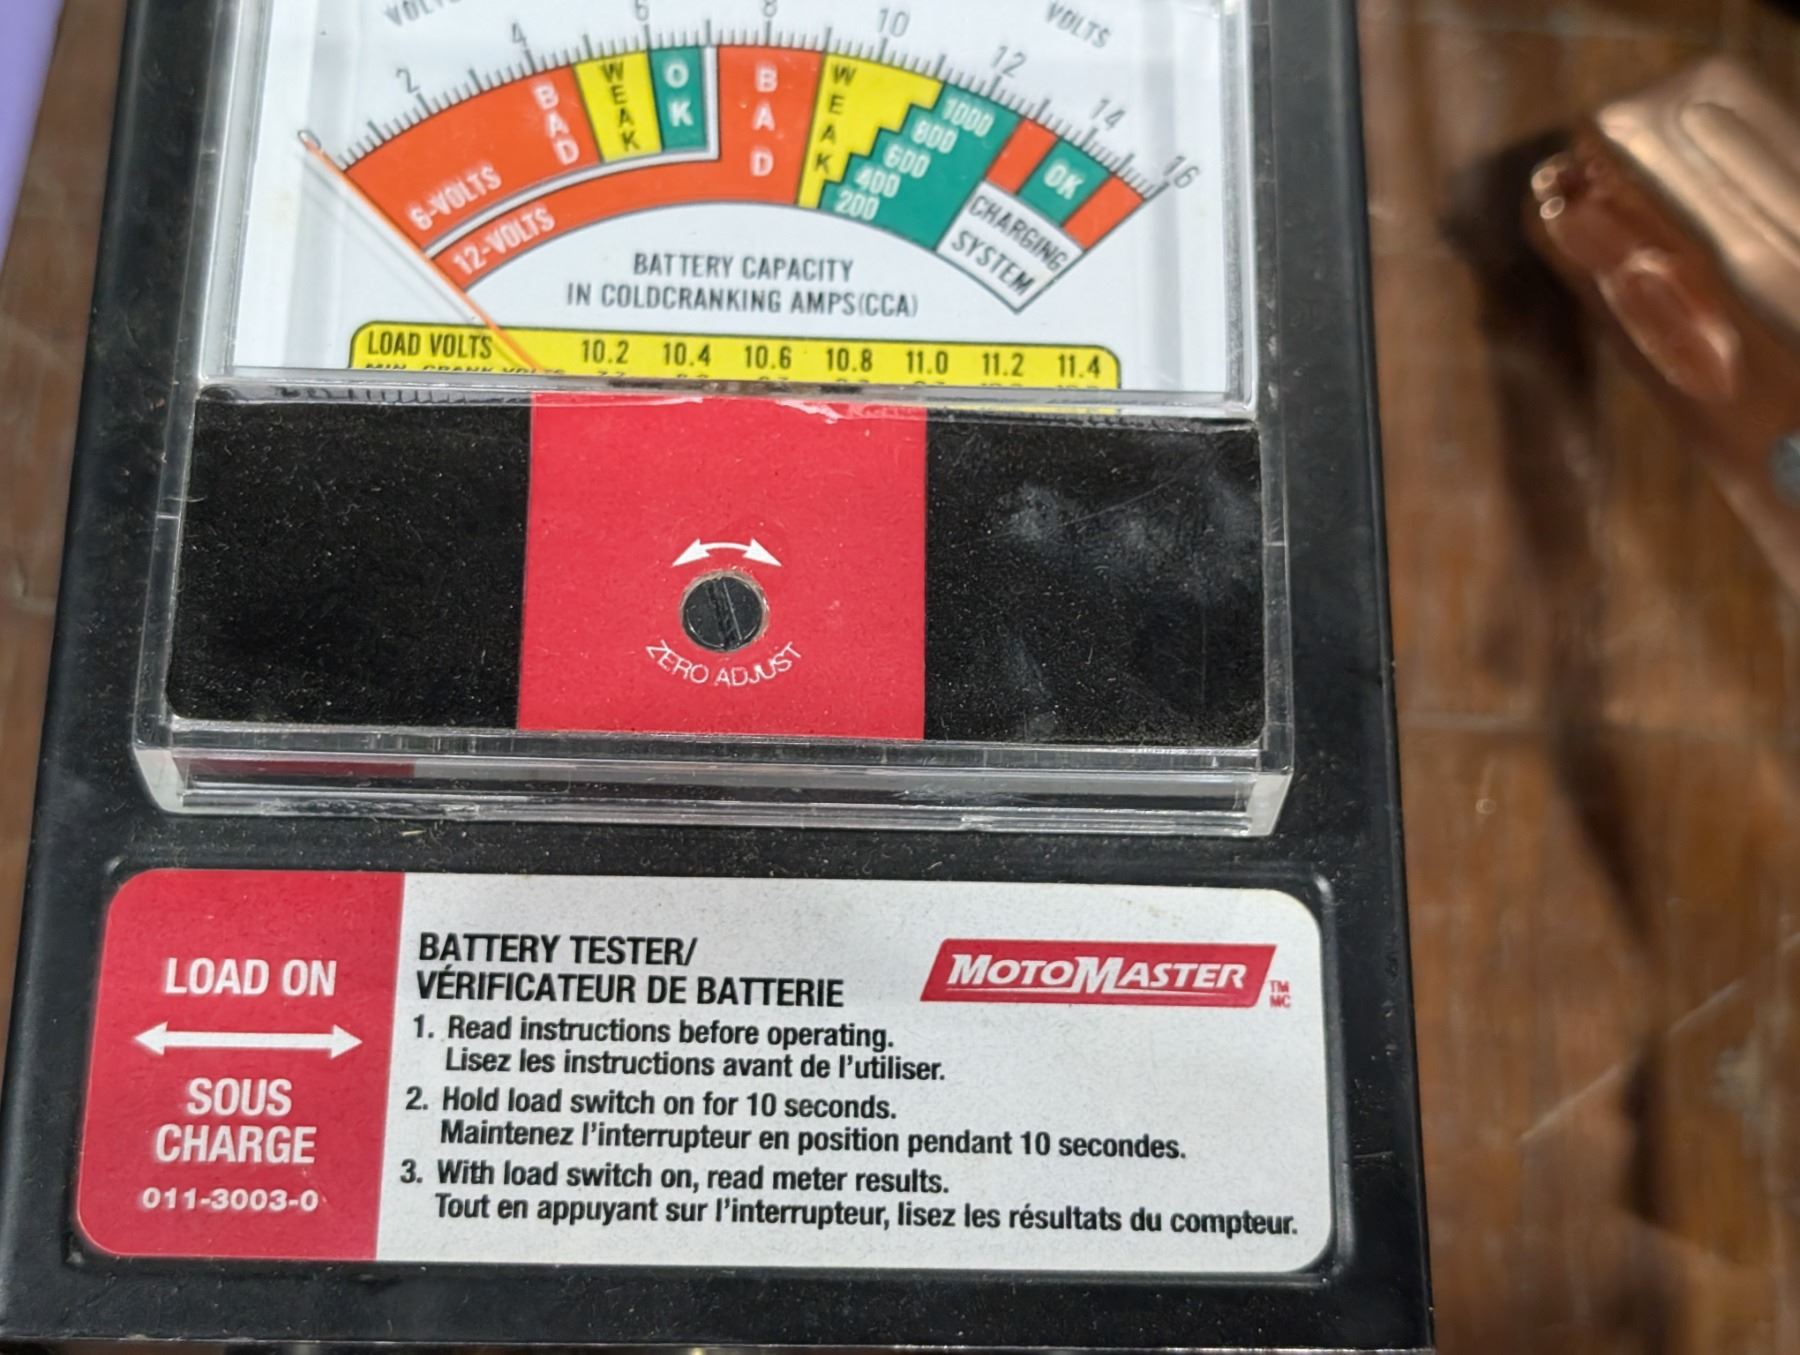 VOLTS
VOLTS
0 2 4 6 8 10 12 14 16
BAD WEAK OK BAD WEAK
1000
800
600
400
200
OK
6-VOLTS
12-VOLTS
CHARGING
SYSTEM
BATTERY CAPACITY
IN COLDCRANKING AMPS(CCA)
LOAD VOLTS 10.2 10.4 10.6 10.8 11.0 11.2 11.4
ZERO ADJUST
LOAD ON
SOUS
CHARGE
011-3003-0
BATTERY TESTER/
VÉRIFICATEUR DE BATTERIE
MOTOMASTER TM MC
1. Read instructions before operating.
Lisez les instructions avant de l'utiliser.
2. Hold load switch on for 10 seconds.
Maintenez l'interrupteur en position pendant 10 secondes.
3. With load switch on, read meter results.
Tout en appuyant sur l'interrupteur, lisez les résultats du compteur.